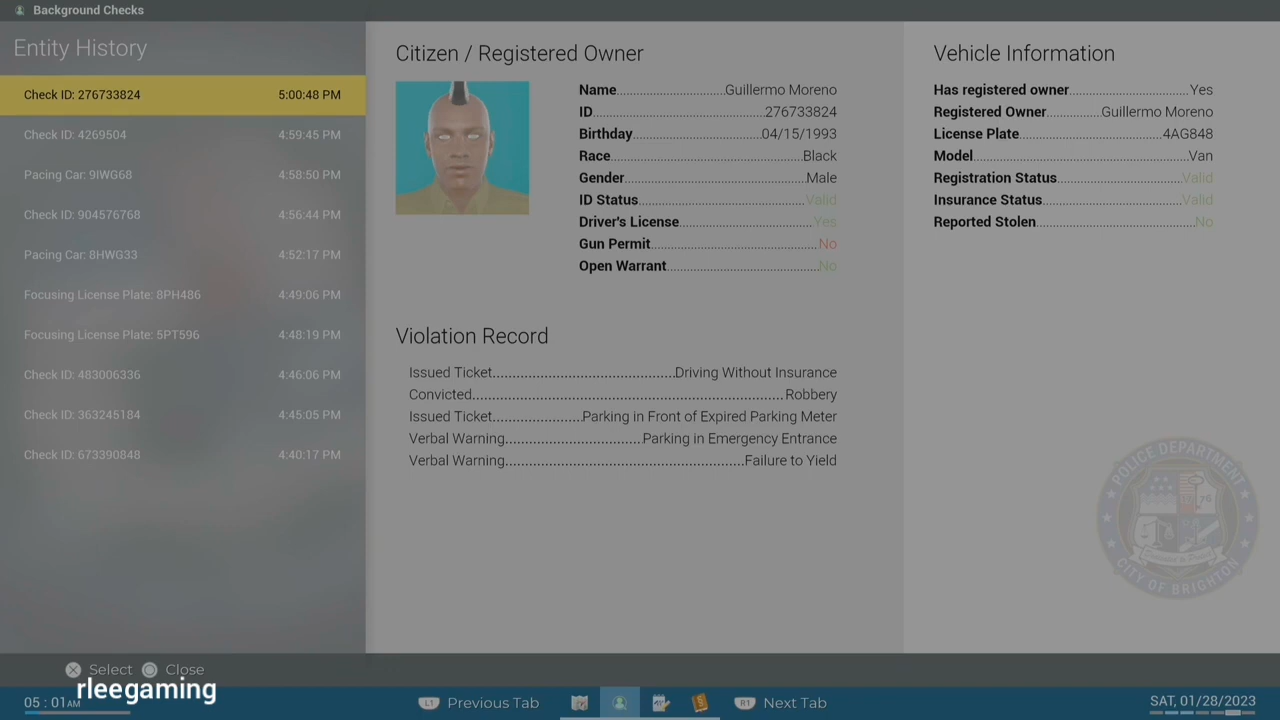 Background Checks
Entity History
Check ID: 276733824 5:00:48 PM
Check ID: 4269504 4:59:45 PM
Pacing Car: 9IWG68 4:58:50 PM
Check ID: 904576768 4:56:44 PM
Pacing Car: 8HWG33 4:52:17 PM
Focusing License Plate: 8PH486 4:49:06 PM
Focusing License Plate: 5PT596 4:48:19 PM
Check ID: 483006336 4:46:06 PM
Check ID: 363245184 4:45:05 PM
Check ID: 673390848 4:40:17 PM
Citizen / Registered Owner
Name Guillermo Moreno
ID 276733824
Birthday 04/15/1993
Race Black
Gender Male
ID Status Valid
Driver's License Yes
Gun Permit No
Open Warrant No
Violation Record
Issued Ticket Driving Without Insurance
Convicted Robbery
Issued Ticket Parking in Front of Expired Parking Meter
Verbal Warning Parking in Emergency Entrance
Verbal Warning Failure to Yield
Vehicle Information
Has registered owner Yes
Registered Owner Guillermo Moreno
License Plate 4AG848
Model Van
Registration Status Valid
Insurance Status Valid
Reported Stolen No
POLICE DEPARTMENT
CITY OF BRIGHTON
Select Close
rleegaming
05 : 01 AM
L1 Previous Tab
R1 Next Tab
SAT, 01/28/2023